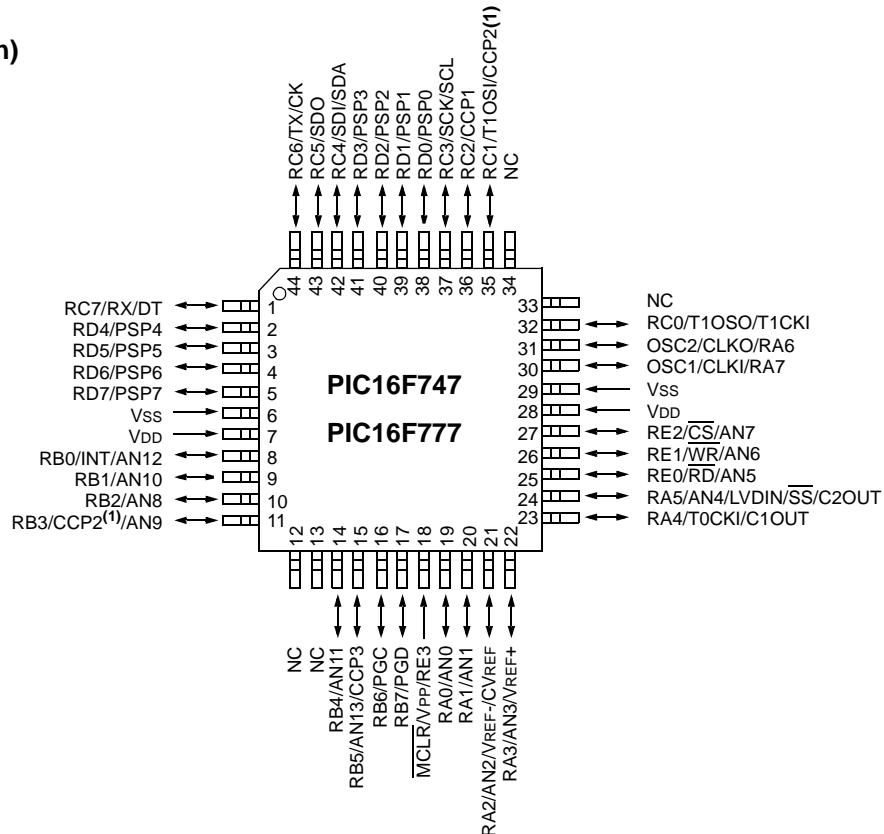 n)
RC6/TX/CK
RC5/SDO
RC4/SDI/SDA
RD3/PSP3
RD2/PSP2
RD1/PSP1
RD0/PSP0
RC3/SCK/SCL
RC2/CCP1
RC1/T1OSI/CCP2(1)
NC
44
43
42
41
40
39
38
37
36
35
34
RC7/RX/DT 1
RD4/PSP4 2
RD5/PSP5 3
RD6/PSP6 4
RD7/PSP7 5
VSS 6
VDD 7
RB0/INT/AN12 8
RB1/AN10 9
RB2/AN8 10
RB3/CCP2(1)/AN9 11
PIC16F747
PIC16F777
33 NC
32 RC0/T1OSO/T1CKI
31 OSC2/CLKO/RA6
30 OSC1/CLKI/RA7
29 VSS
28 VDD
27 RE2/C̅S̅/AN7
26 RE1/W̅R̅/AN6
25 RE0/R̅D̅/AN5
24 RA5/AN4/LVDIN/S̅S̅/C2OUT
23 RA4/T0CKI/C1OUT
12
13
14
15
16
17
18
19
20
21
22
NC
NC
RB4/AN11
RB5/AN13/CCP3
RB6/PGC
RB7/PGD
M̅C̅L̅R̅/VPP/RE3
RA0/AN0
RA1/AN1
RA2/AN2/VREF-/CVREF
RA3/AN3/VREF+